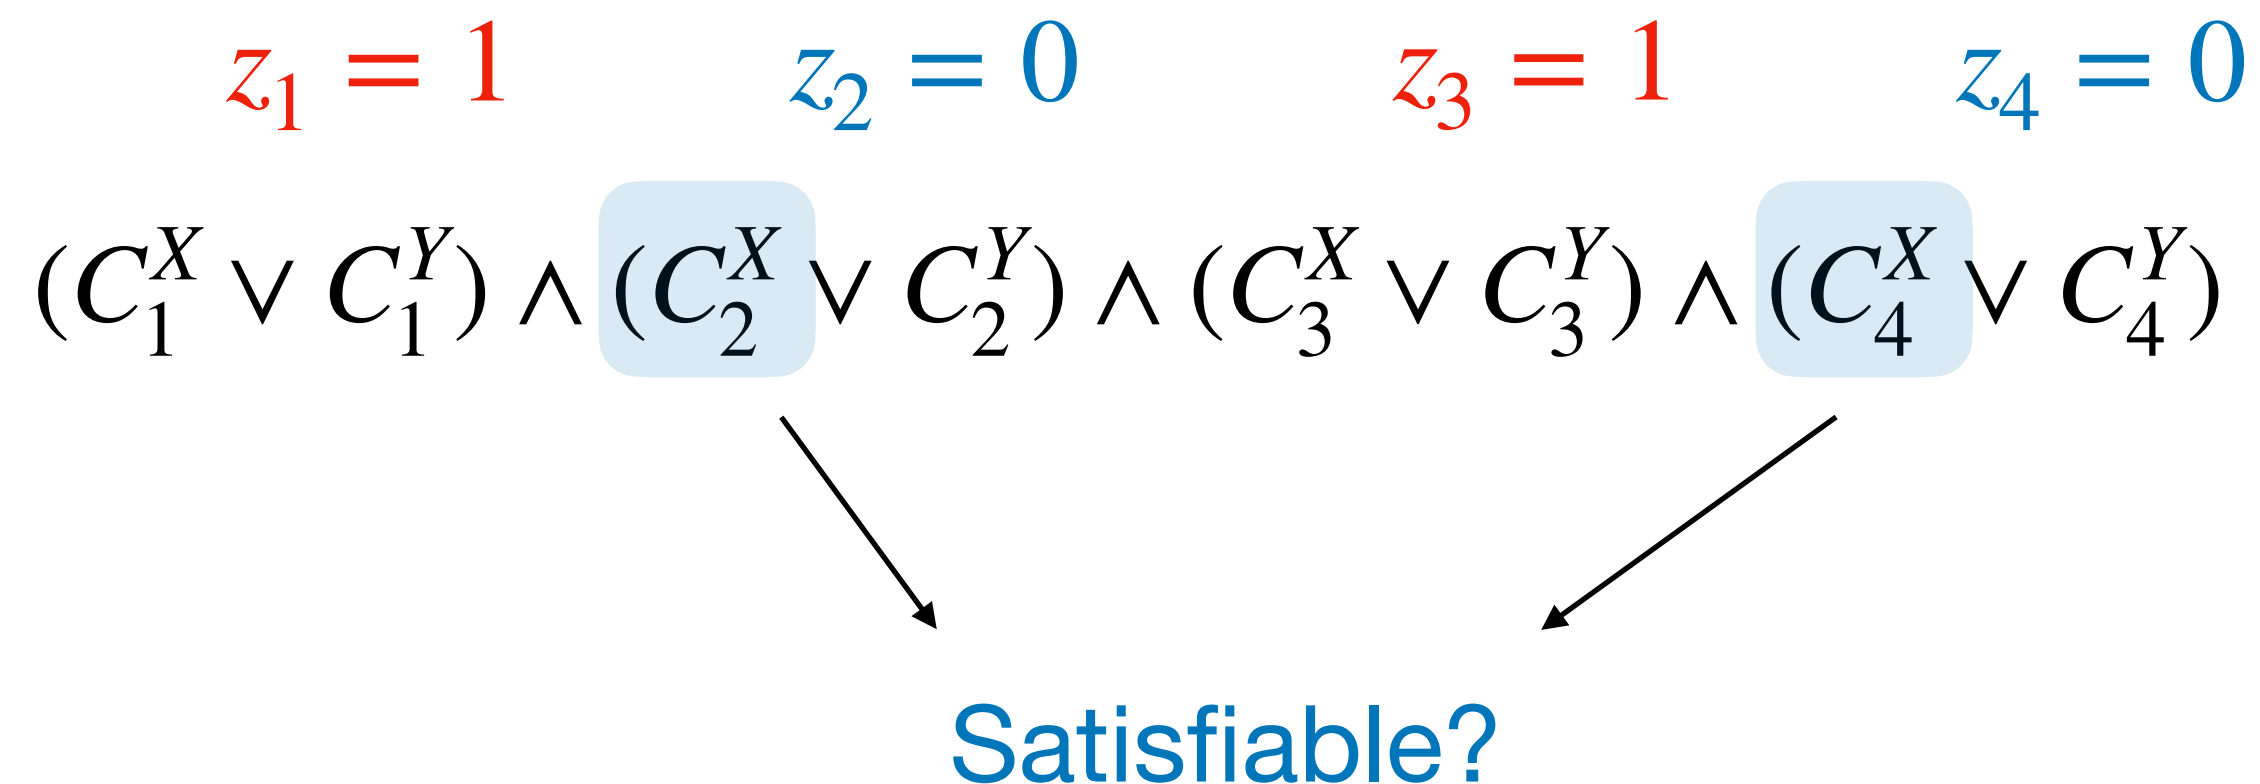 z₁ = 1 z₂ = 0 z₃ = 1 z₄ = 0
(C₁^X ∨ C₁^Y) ∧ (C₂^X ∨ C₂^Y) ∧ (C₃^X ∨ C₃^Y) ∧ (C₄^X ∨ C₄^Y)
Satisfiable?